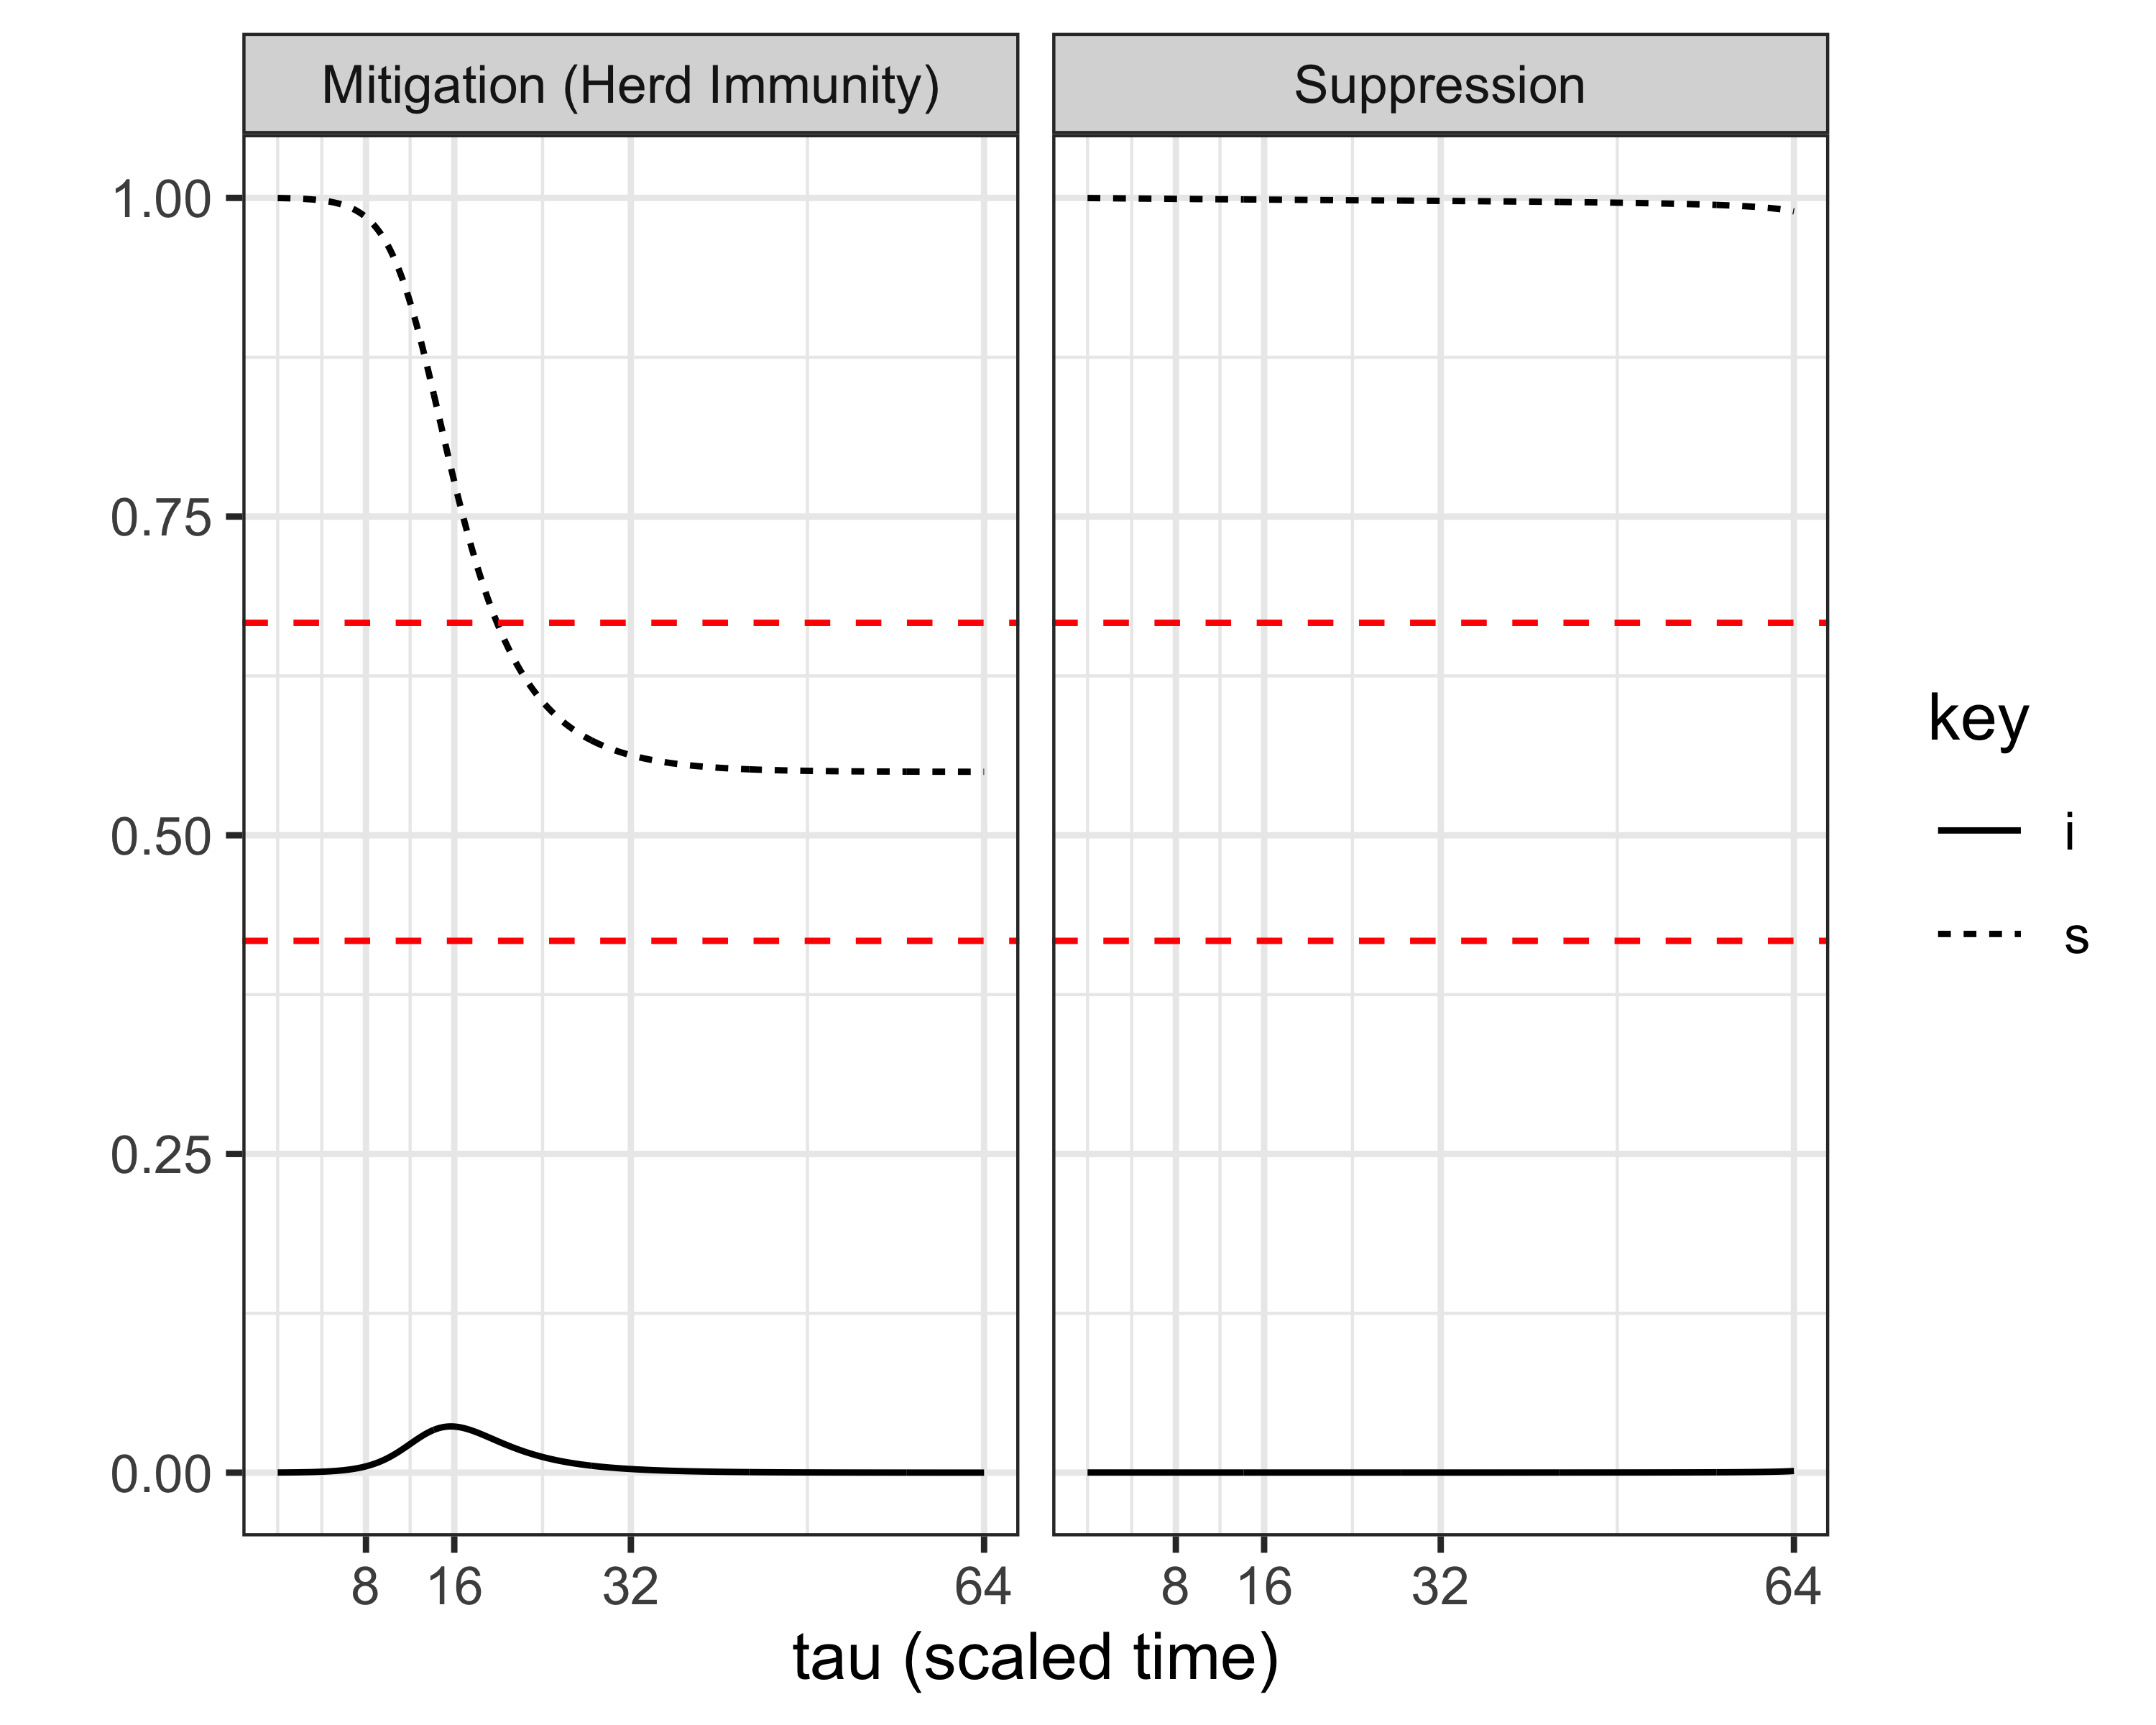 Mitigation (Herd Immunity)
Suppression
1.00
0.75
0.50
0.25
0.00
8 16 32 64
8 16 32 64
tau (scaled time)
key
i
s